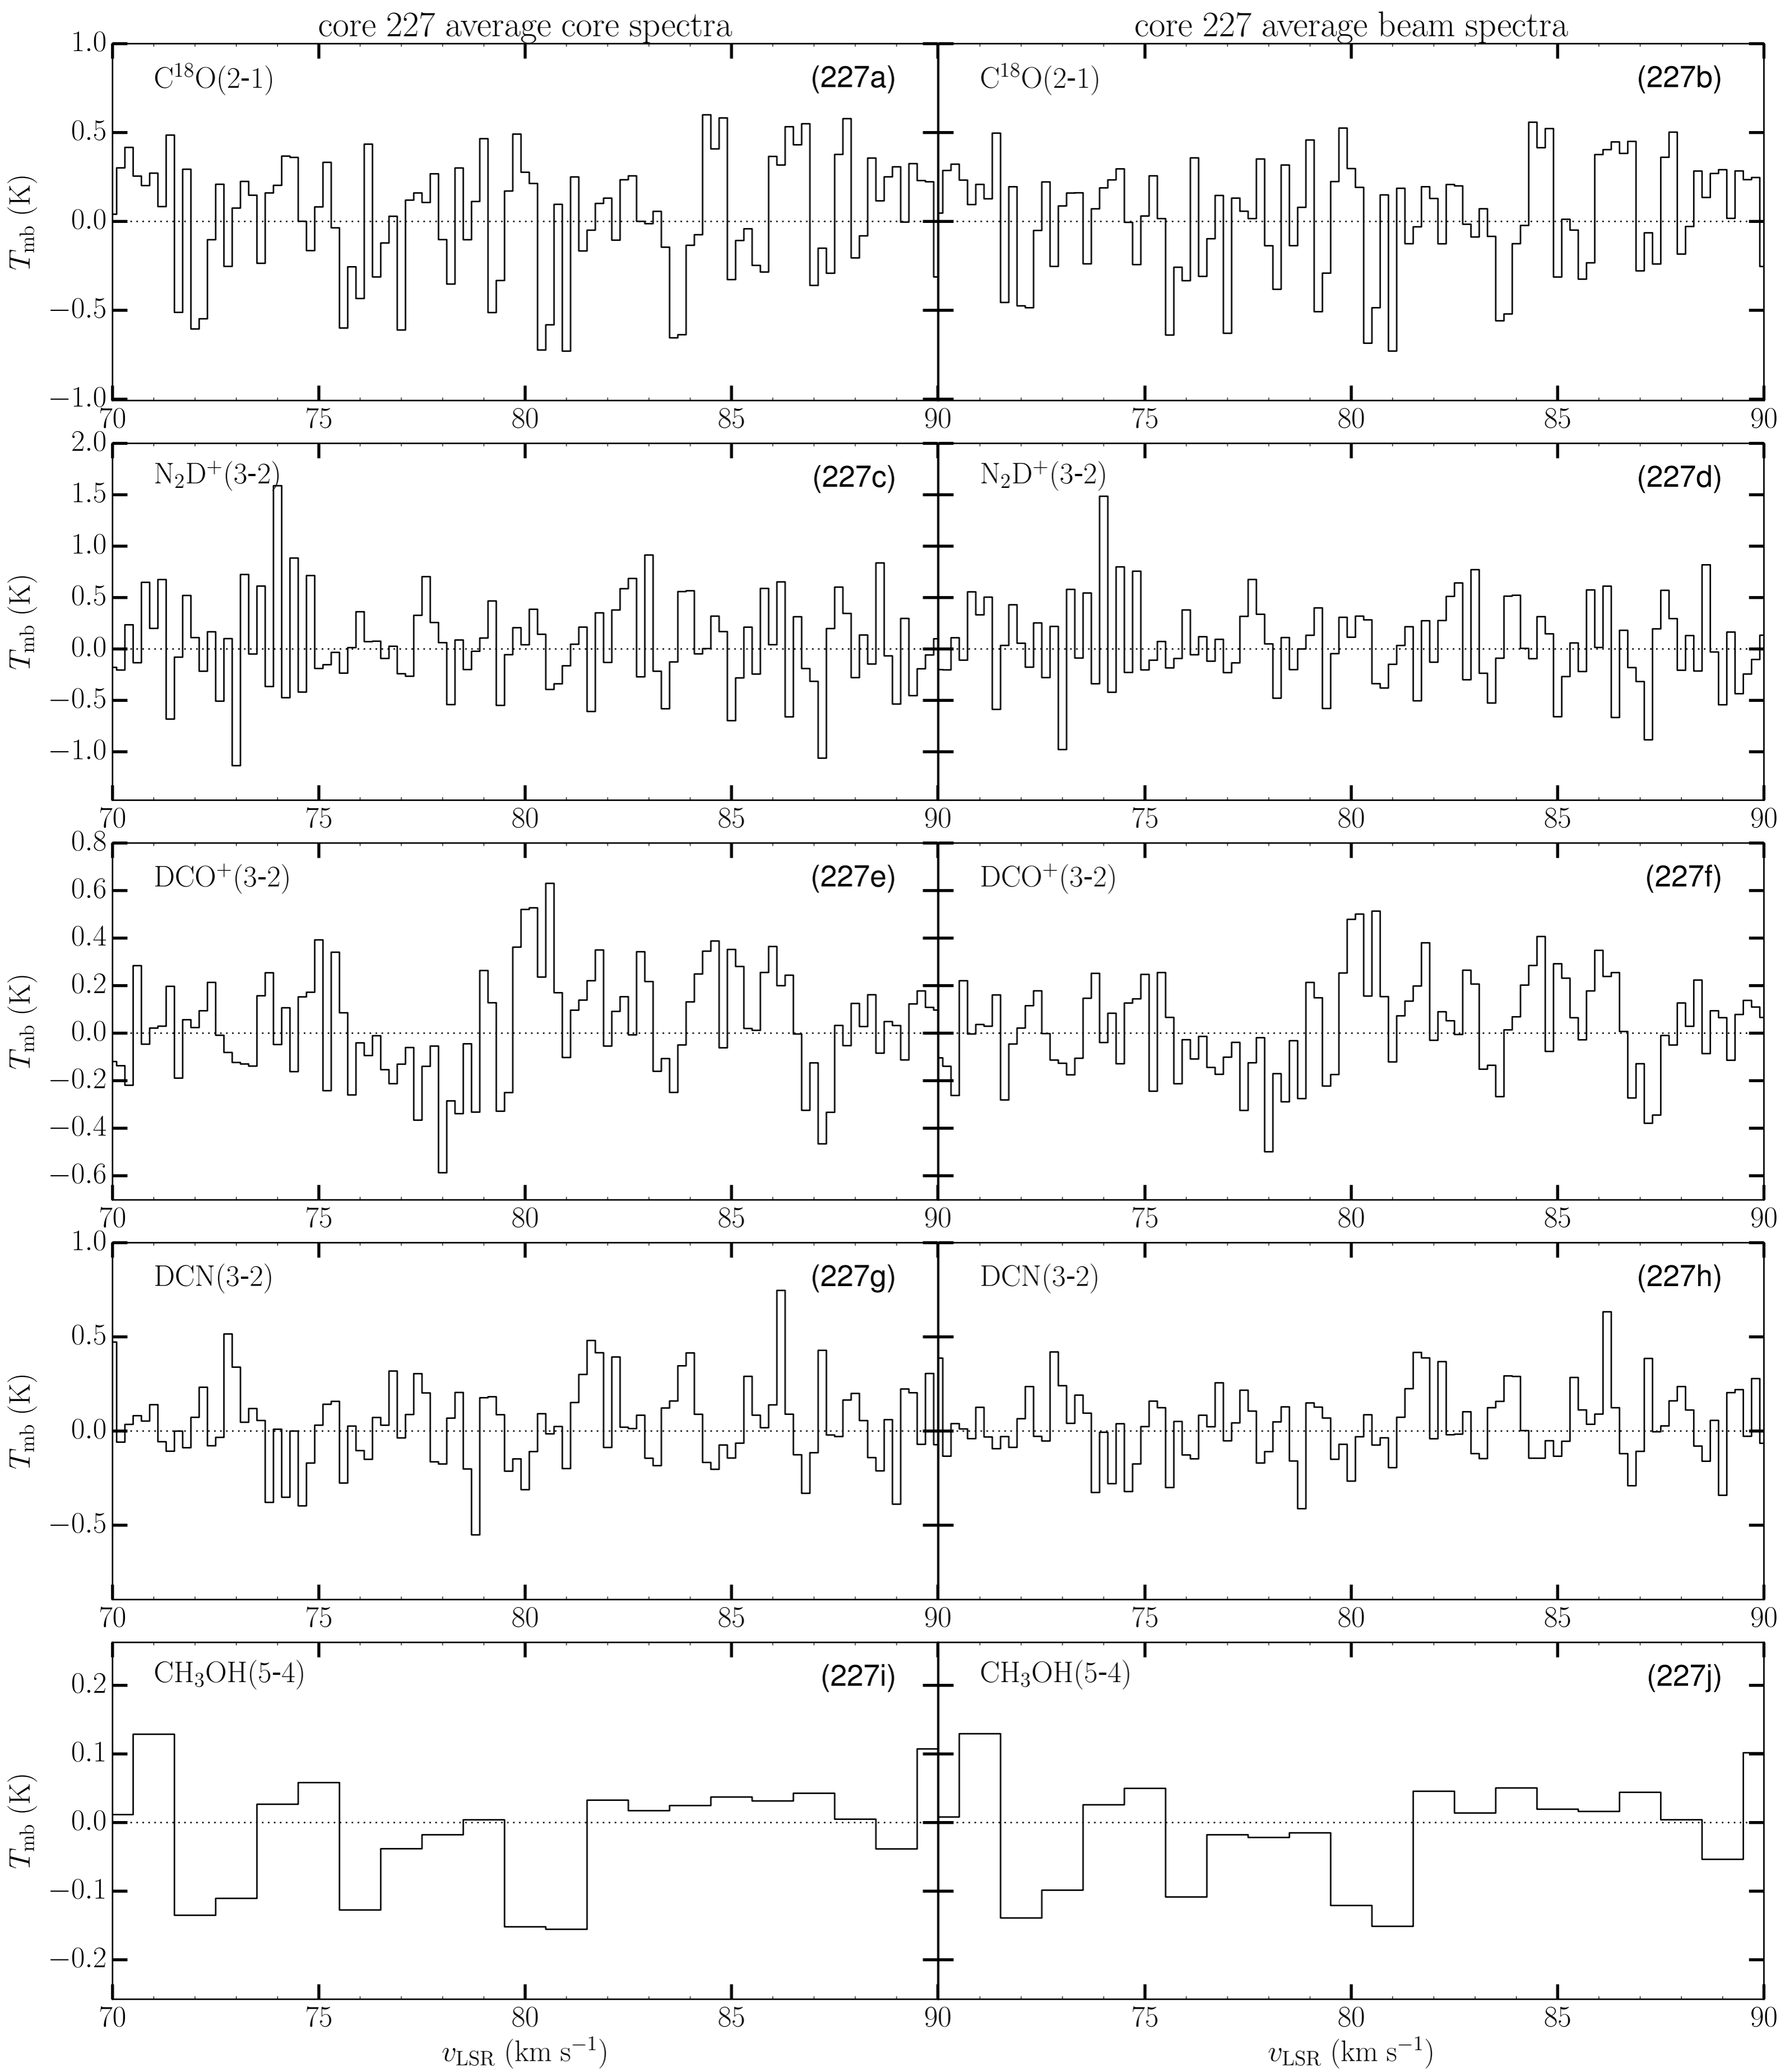 core 227 average core spectra
core 227 average beam spectra
C¹⁸O(2-1)
(227a)
C¹⁸O(2-1)
(227b)
T_mb (K)
1.0
0.5
0.0
−0.5
−1.0
70 75 80 85 90 75 80 85 90
N₂D⁺(3-2)
(227c)
N₂D⁺(3-2)
(227d)
T_mb (K)
2.0
1.5
1.0
0.5
0.0
−0.5
−1.0
70 75 80 85 90 75 80 85 90
DCO⁺(3-2)
(227e)
DCO⁺(3-2)
(227f)
T_mb (K)
0.8
0.6
0.4
0.2
0.0
−0.2
−0.4
−0.6
70 75 80 85 90 75 80 85 90
DCN(3-2)
(227g)
DCN(3-2)
(227h)
T_mb (K)
1.0
0.5
0.0
−0.5
70 75 80 85 90 75 80 85 90
CH₃OH(5-4)
(227i)
CH₃OH(5-4)
(227j)
T_mb (K)
0.2
0.1
0.0
−0.1
−0.2
70 75 80 85 90 75 80 85 90
v_LSR (km s⁻¹)
v_LSR (km s⁻¹)